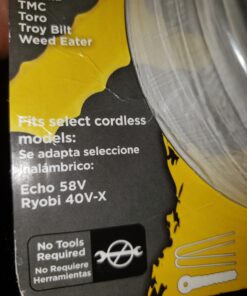 TMC
Toro
Troy Bilt
Weed Eater
Fits select cordless
models:
Se adapta seleccione
inalámbrico:
Echo 58V
Ryobi 40V-X
No Tools
Required
No Requiere
Herramientas